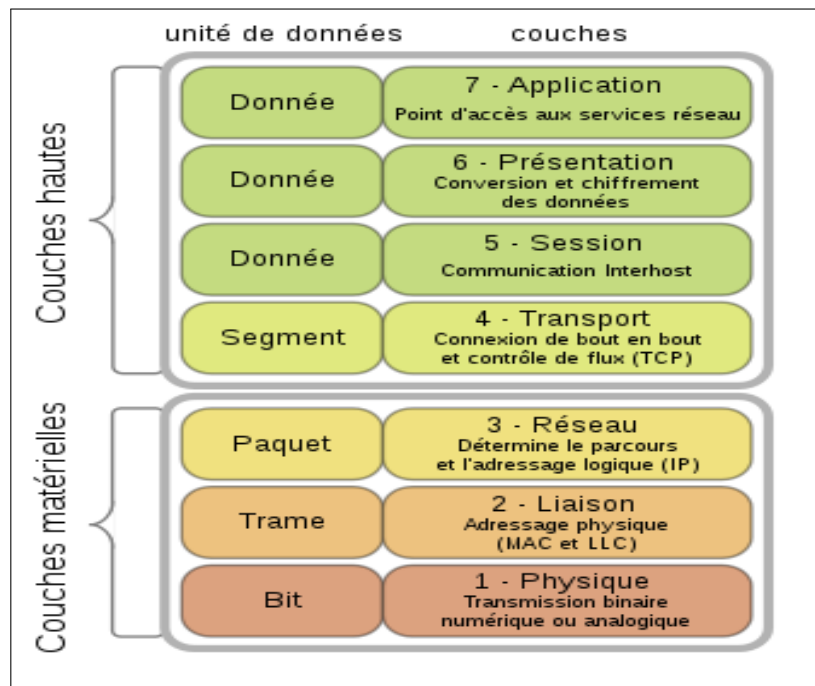 unité de données couches
Couches hautes
Donnée
7 - Application
Point d'accès aux services réseau
Donnée
6 - Présentation
Conversion et chiffrement
des données
Donnée
5 - Session
Communication Interhost
Segment
4 - Transport
Connexion de bout en bout
et contrôle de flux (TCP)
Couches matérielles
Paquet
3 - Réseau
Détermine le parcours
et l'adressage logique (IP)
Trame
2 - Liaison
Adressage physique
(MAC et LLC)
Bit
1 - Physique
Transmission binaire
numérique ou analogique